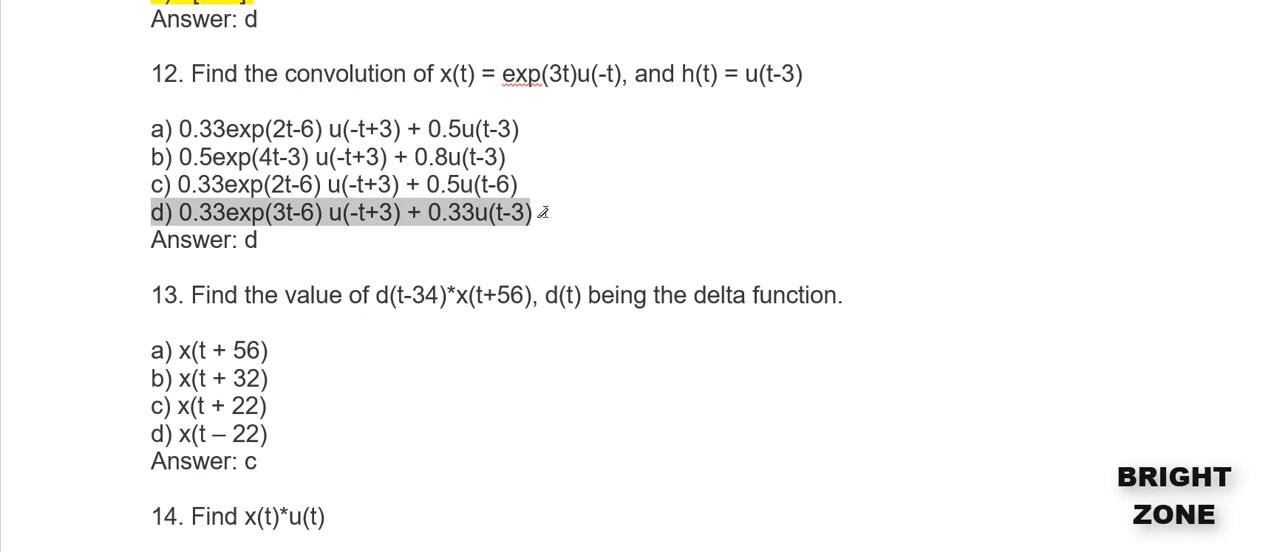 Answer: d
12. Find the convolution of x(t) = exp(3t)u(-t), and h(t) = u(t-3)
a) 0.33exp(2t-6) u(-t+3) + 0.5u(t-3)
b) 0.5exp(4t-3) u(-t+3) + 0.8u(t-3)
c) 0.33exp(2t-6) u(-t+3) + 0.5u(t-6)
d) 0.33exp(3t-6) u(-t+3) + 0.33u(t-3)
Answer: d
13. Find the value of d(t-34)*x(t+56), d(t) being the delta function.
a) x(t + 56)
b) x(t + 32)
c) x(t + 22)
d) x(t – 22)
Answer: c
14. Find x(t)*u(t)
BRIGHT
ZONE